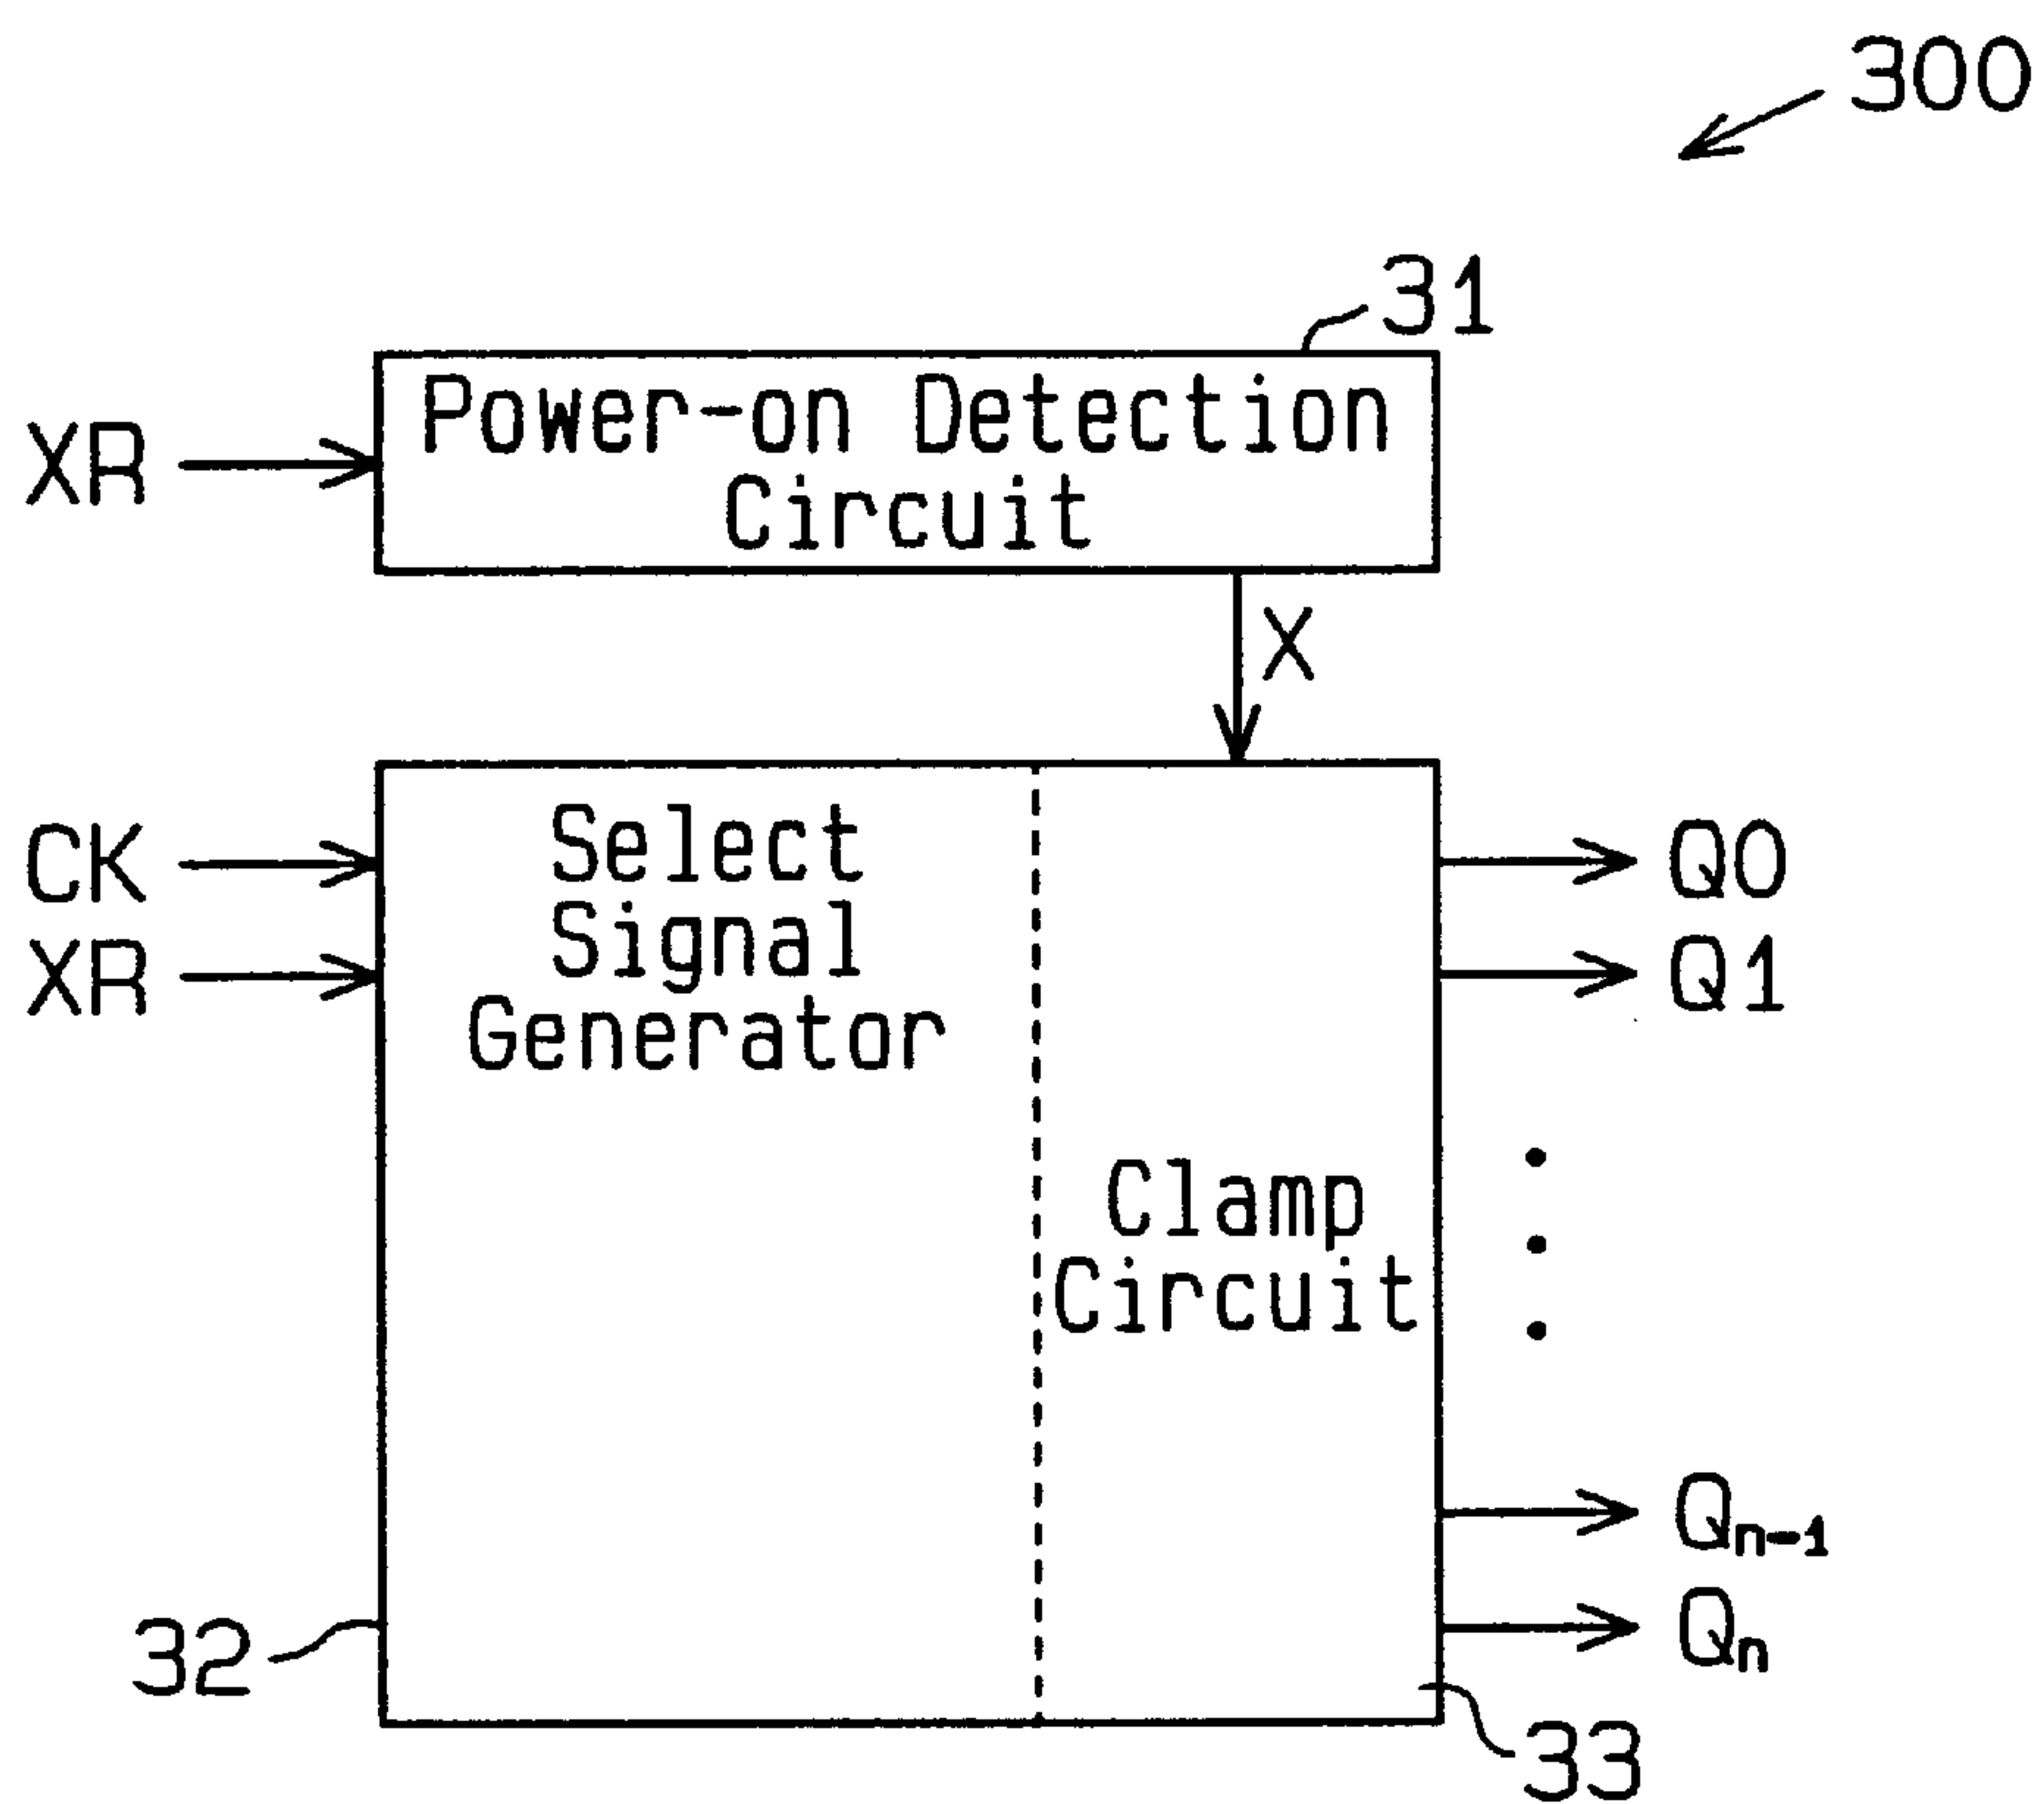 300
31
Power-on Detection
Circuit
XR
X
CK
XR
Select
Signal
Generator
Clamp
Circuit
Q0
Q1
Qn-1
Qn
32
33